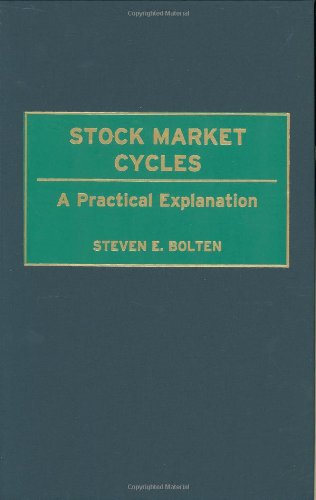 STOCK MARKET
CYCLES
A Practical Explanation
STEVEN E. BOLTEN